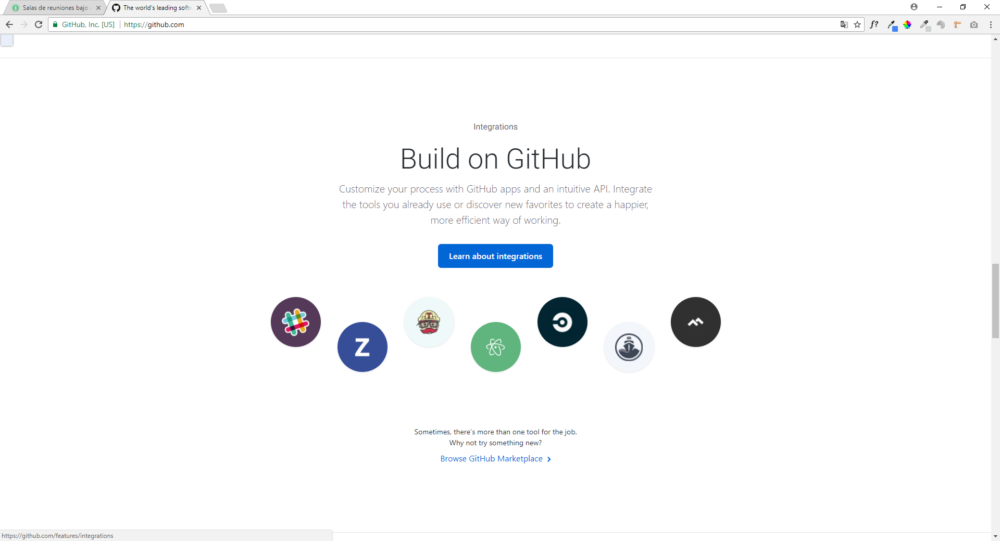 Salas de reuniones bajo
The world's leading softw
GitHub, Inc. [US] https://github.com
f?
Integrations
Build on GitHub
Customize your process with GitHub apps and an intuitive API. Integrate
the tools you already use or discover new favorites to create a happier,
more efficient way of working.
Learn about integrations
Z
T
Sometimes, there's more than one tool for the job.
Why not try something new?
Browse GitHub Marketplace
https://github.com/features/integrations